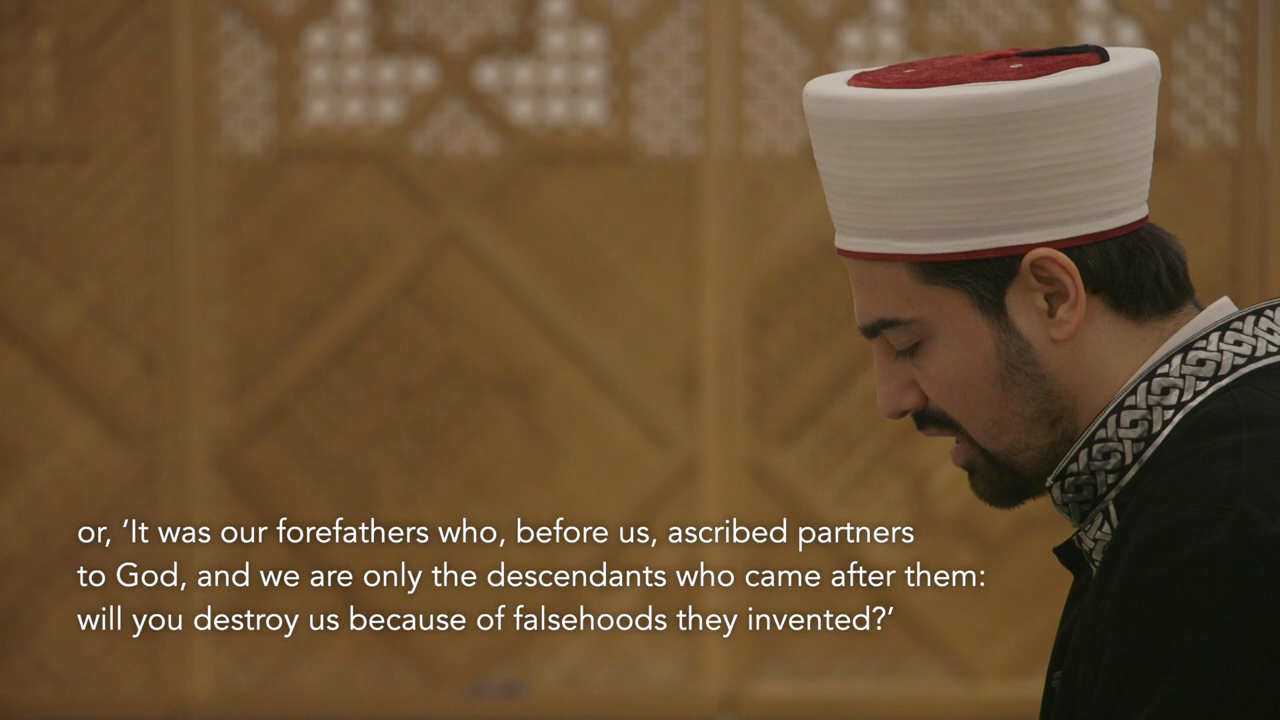 or, ‘It was our forefathers who, before us, ascribed partners
to God, and we are only the descendants who came after them:
will you destroy us because of falsehoods they invented?’